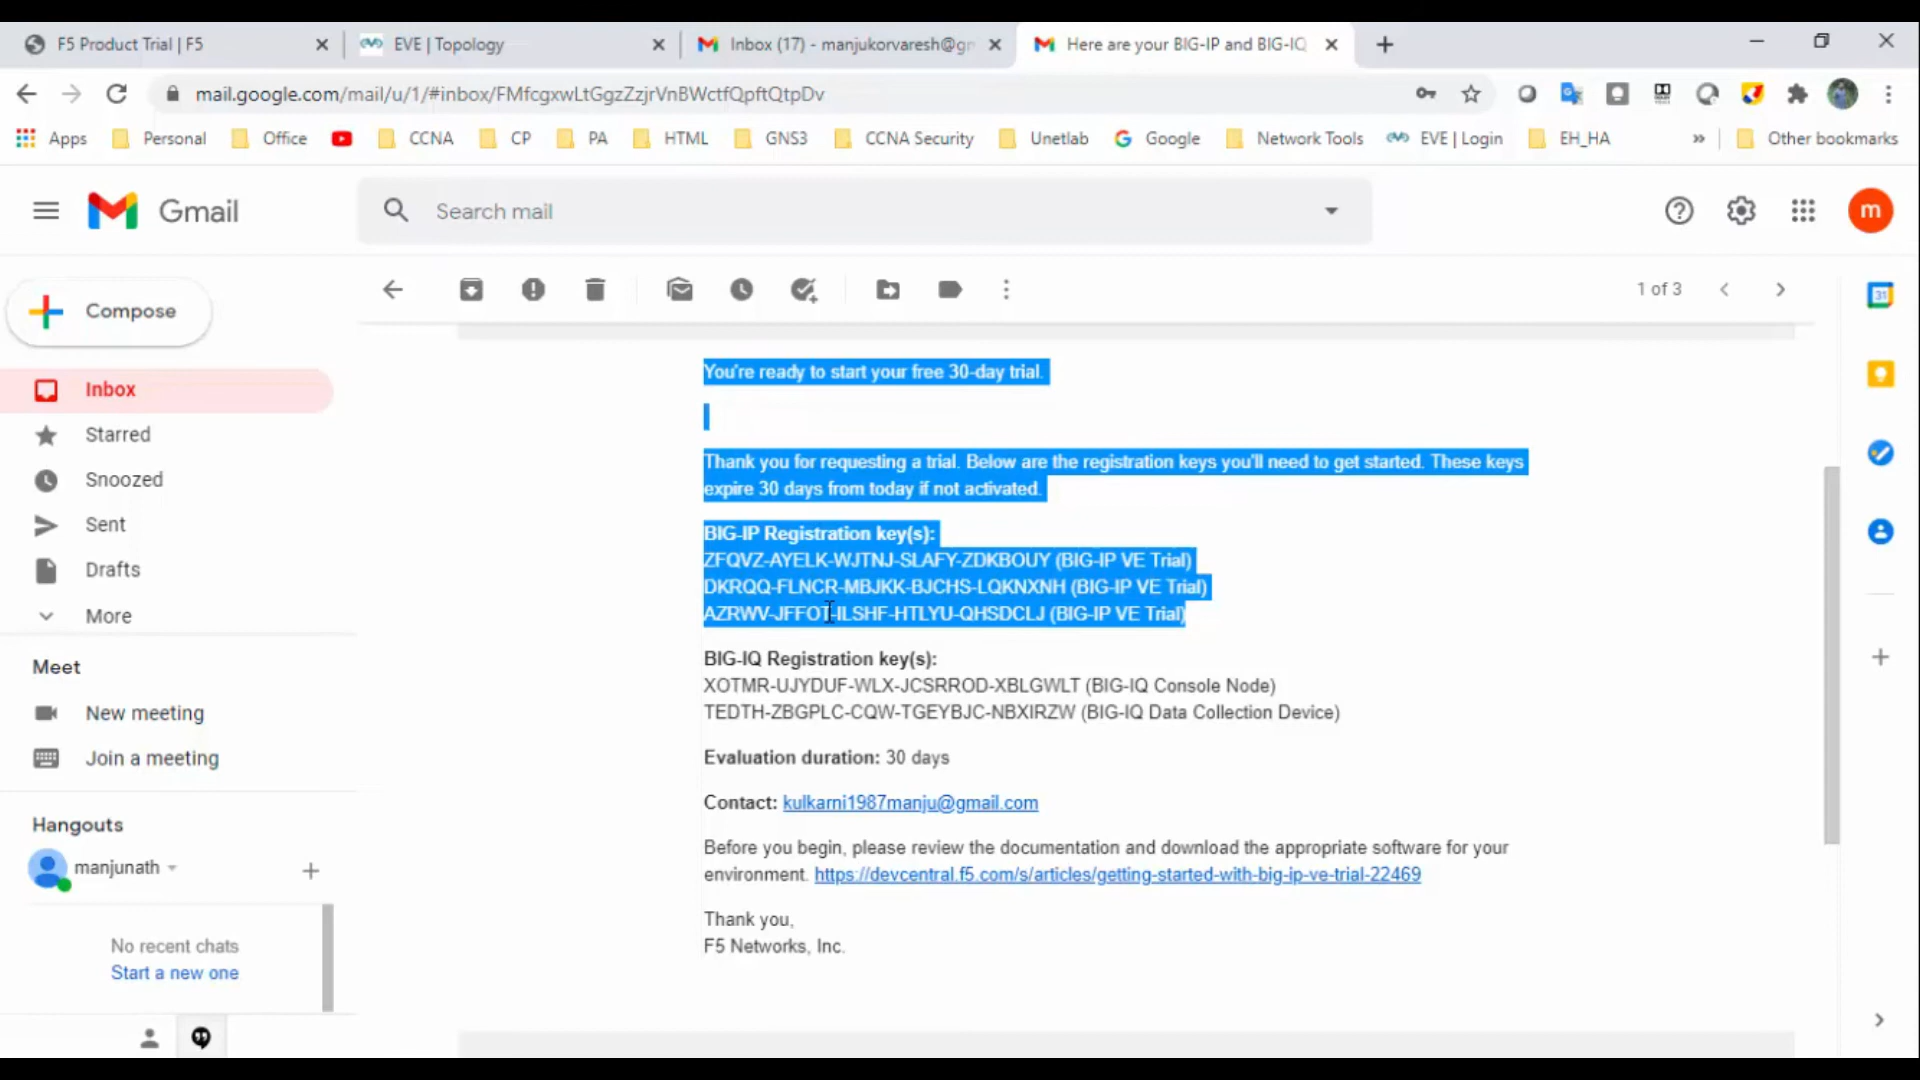 F5 Product Trial | F5
EVE | Topology
Inbox (17) - manjukorvaresh@gm
Here are your BIG-IP and BIG-IQ
mail.google.com/mail/u/1/#inbox/FMfcgxwLtGgzZzjrVnBWctfQpftQtpDv
Apps
Personal
Office
CCNA
CP
PA
HTML
GNS3
CCNA Security
Unetlab
Google
Network Tools
EVE | Login
EH_HA
Other bookmarks
Gmail
Search mail
m
Compose
1 of 3
Inbox
Starred
Snoozed
Sent
Drafts
More
Meet
New meeting
Join a meeting
Hangouts
manjunath
No recent chats
Start a new one
You're ready to start your free 30-day trial.
Thank you for requesting a trial. Below are the registration keys you'll need to get started. These keys
expire 30 days from today if not activated.
BIG-IP Registration key(s):
ZFQVZ-AYELK-WJTNJ-SLAFY-ZDKBOUY (BIG-IP VE Trial)
DKRQQ-FLNCR-MBJKK-BJCHS-LQKNXNH (BIG-IP VE Trial)
AZRWV-JFFOT-ILSHF-HTLYU-QHSDCLJ (BIG-IP VE Trial)
BIG-IQ Registration key(s):
XOTMR-UJYDUF-WLX-JCSRROD-XBLGWLT (BIG-IQ Console Node)
TEDTH-ZBGPLC-CQW-TGEYBJC-NBXIRZW (BIG-IQ Data Collection Device)
Evaluation duration: 30 days
Contact: kulkarni1987manju@gmail.com
Before you begin, please review the documentation and download the appropriate software for your
environment. https://devcentral.f5.com/s/articles/getting-started-with-big-ip-ve-trial-22469
Thank you,
F5 Networks, Inc.
31